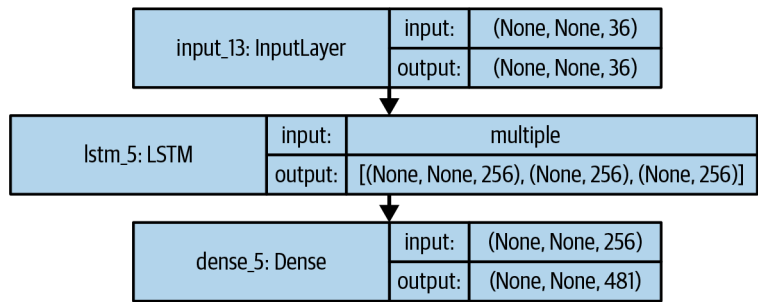 input_13: InputLayer
input: (None, None, 36)
output: (None, None, 36)
lstm_5: LSTM
input: multiple
output: [(None, None, 256), (None, 256), (None, 256)]
dense_5: Dense
input: (None, None, 256)
output: (None, None, 481)